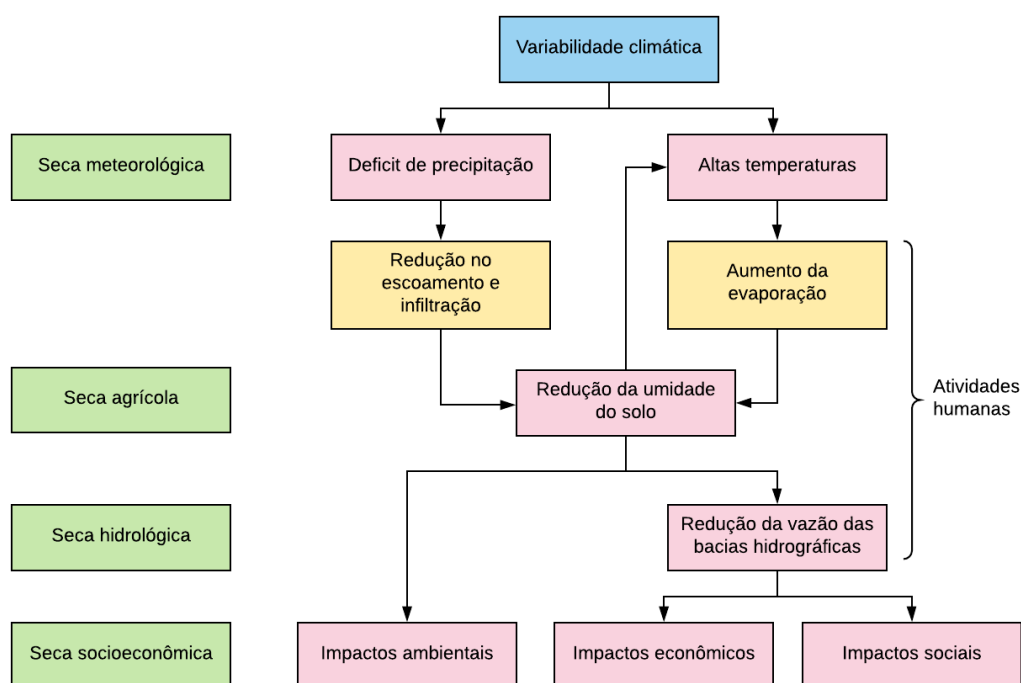 Variabilidade climática
Seca meteorológica
Deficit de precipitação
Altas temperaturas
Redução no
escoamento e
infiltração
Aumento da
evaporação
Seca agrícola
Redução da umidade
do solo
Atividades
humanas
Seca hidrológica
Redução da vazão das
bacias hidrográficas
Seca socioeconômica
Impactos ambientais
Impactos econômicos
Impactos sociais